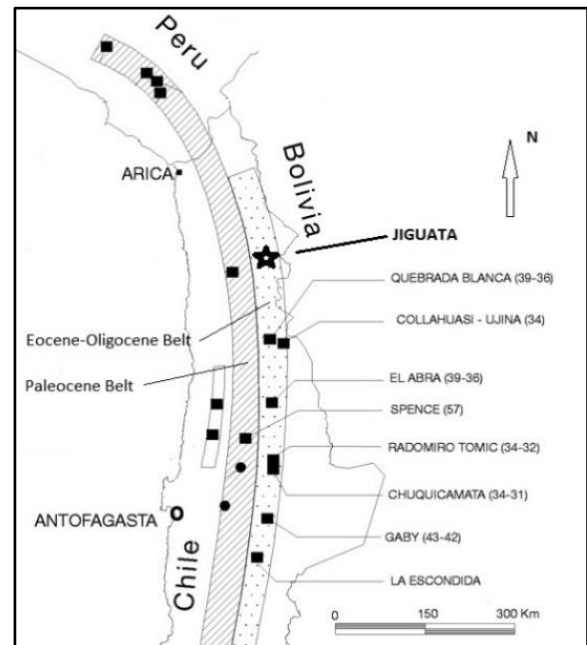 Peru
N
ARICA
Bolivia
JIGUATA
QUEBRADA BLANCA (39-36)
COLLAHUASI - UJINA (34)
Eocene-Oligocene Belt
Paleocene Belt
EL ABRA (39-36)
SPENCE (57)
RADOMIRO TOMIC (34-32)
CHUQUICAMATA (34-31)
ANTOFAGASTA
GABY (43-42)
Chile
LA ESCONDIDA
0 150 300 Km